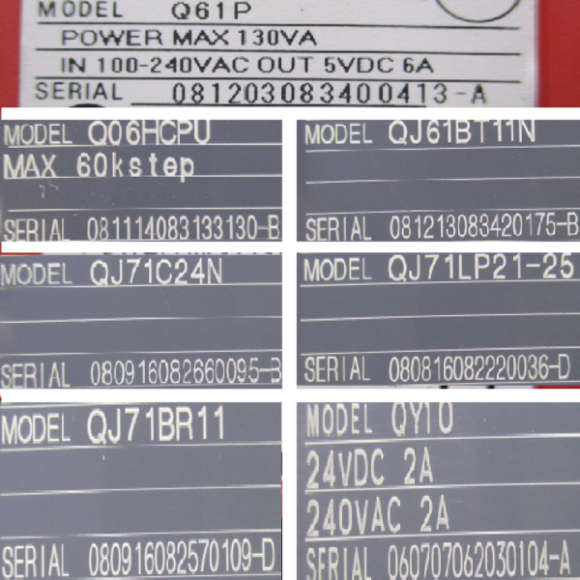 MODEL Q61P
POWER MAX 130VA
IN 100-240VAC OUT 5VDC 6A
SERIAL 081203083400413-A
MODEL Q06HCPU
MAX 60kstep
SERIAL 081114083133130-B
MODEL QJ61BT11N
SERIAL 081213083420175-B
MODEL QJ71C24N
SERIAL 080916082660095-B
MODEL QJ71LP21-25
SERIAL 080816082220036-D
MODEL QJ71BR11
SERIAL 080916082570109-D
MODEL QY10
24VDC 2A
240VAC 2A
SERIAL 060707062030104-A